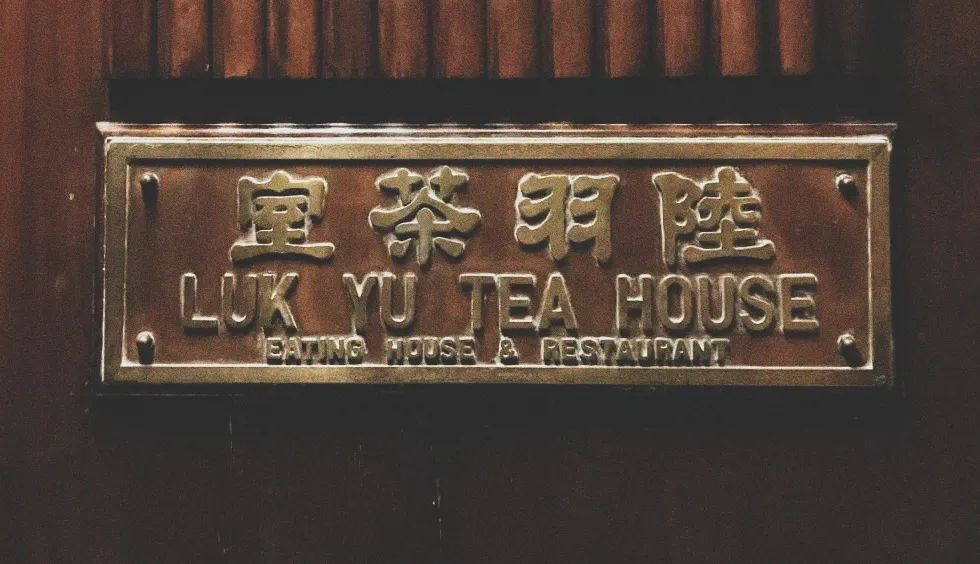 陸羽茶室
LUK YU TEA HOUSE
EATING HOUSE & RESTAURANT